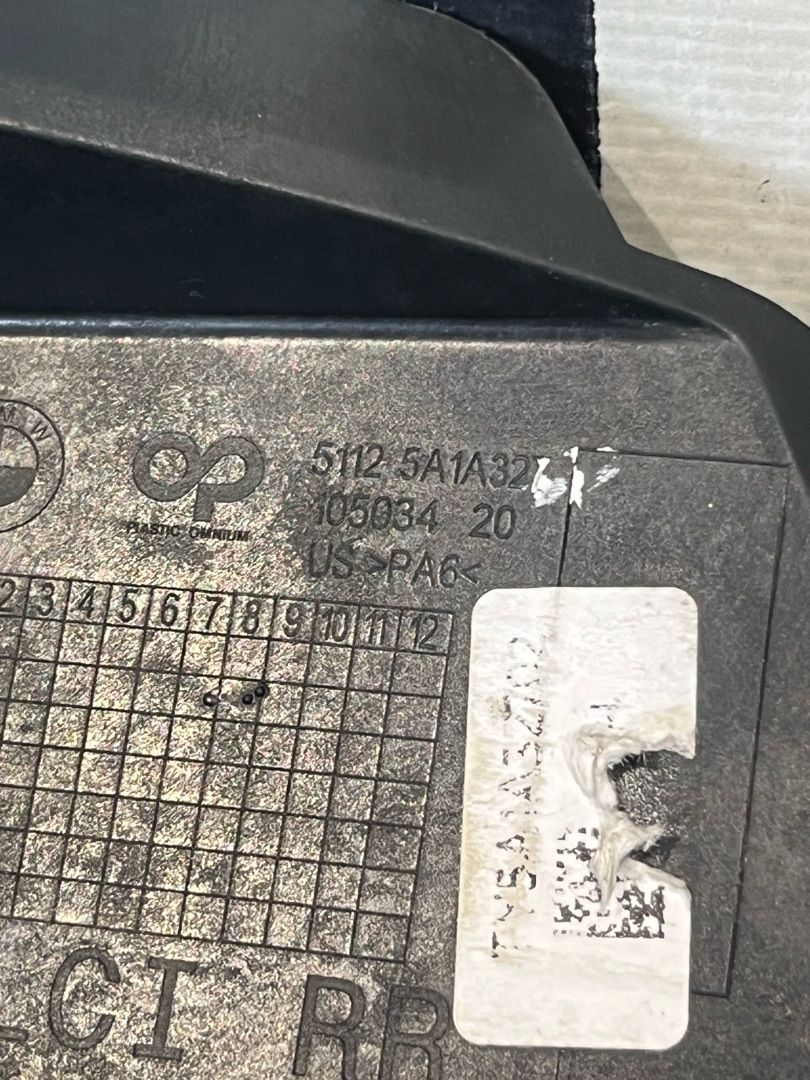 BMW
PLASTIC OMNIUM
5112 5A1A32
105034 20
US >PA6<
2 3 4 5 6 7 8 9 10 11 12
LCI RR